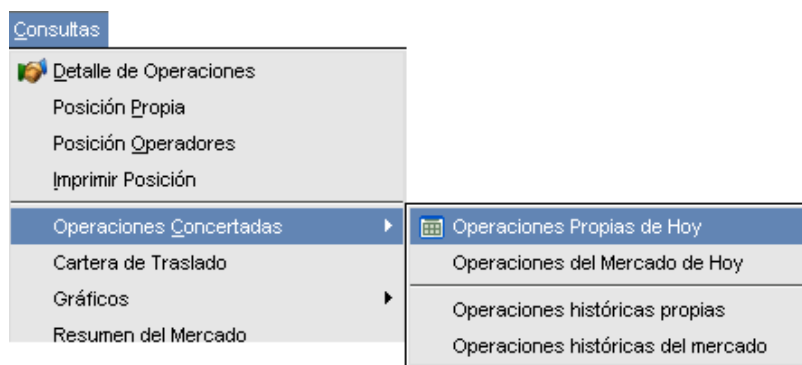 Consultas
Detalle de Operaciones
Posición Propia
Posición Operadores
Imprimir Posición
Operaciones Concertadas
Cartera de Traslado
Gráficos
Resumen del Mercado
Operaciones Propias de Hoy
Operaciones del Mercado de Hoy
Operaciones históricas propias
Operaciones históricas del mercado